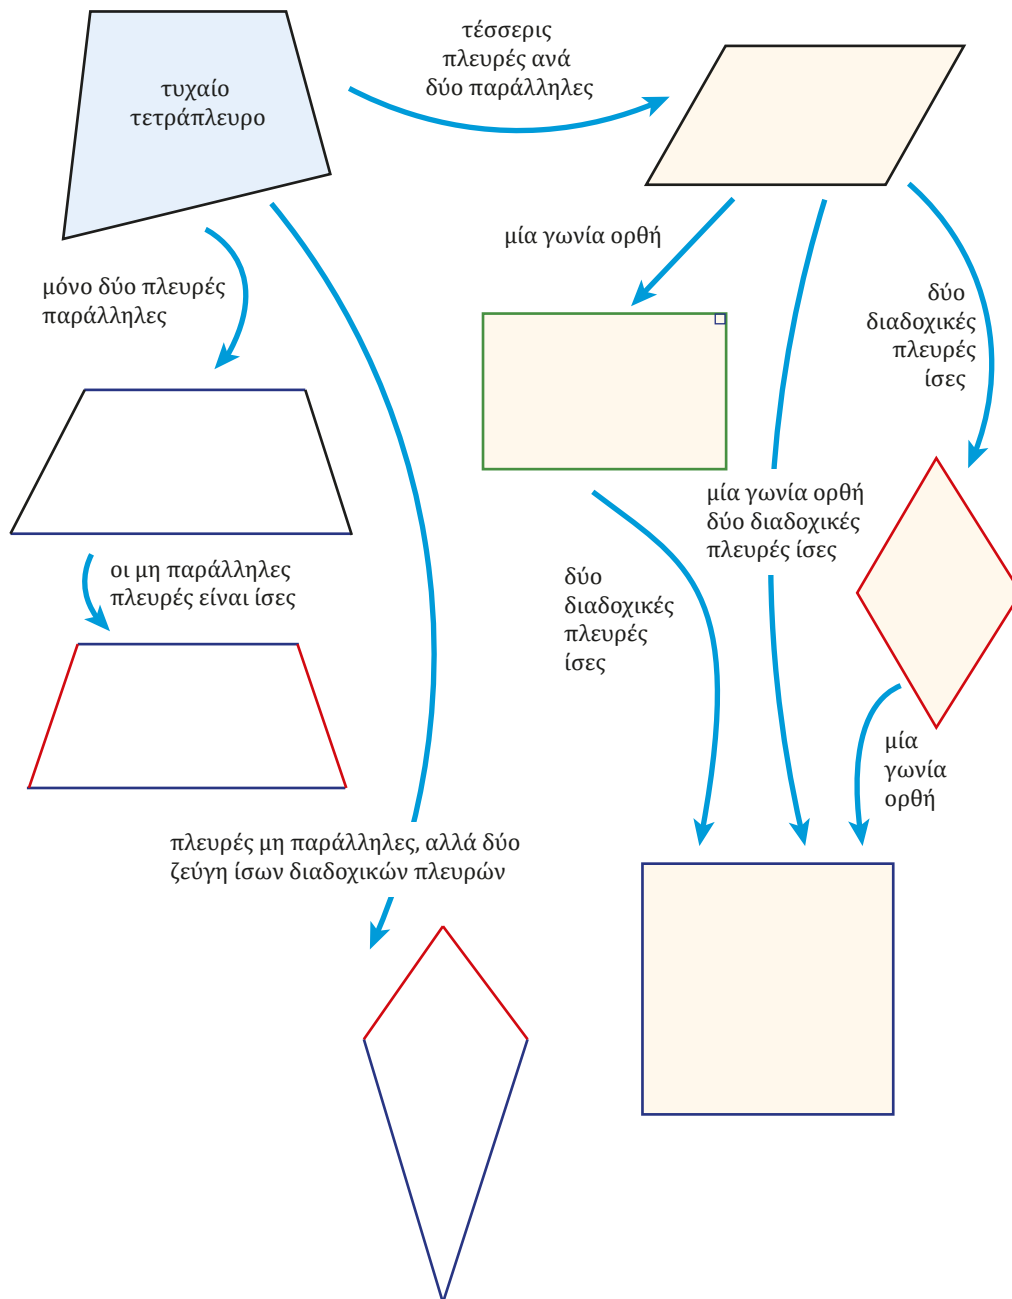 τυχαίο
τετράπλευρο
τέσσερις
πλευρές ανά
δύο παράλληλες
μία γωνία ορθή
μόνο δύο πλευρές
παράλληλες
δύο
διαδοχικές
πλευρές
ίσες
μία γωνία ορθή
δύο διαδοχικές
πλευρές ίσες
οι μη παράλληλες
πλευρές είναι ίσες
δύο
διαδοχικές
πλευρές
ίσες
μία
γωνία
ορθή
πλευρές μη παράλληλες, αλλά δύο
ζεύγη ίσων διαδοχικών πλευρών